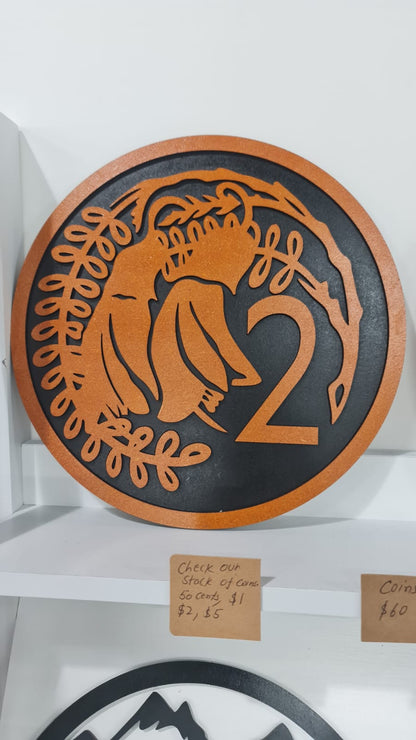 2
Check out
Stock of coins
50 cents, $1
$2, $5
Coins
$60